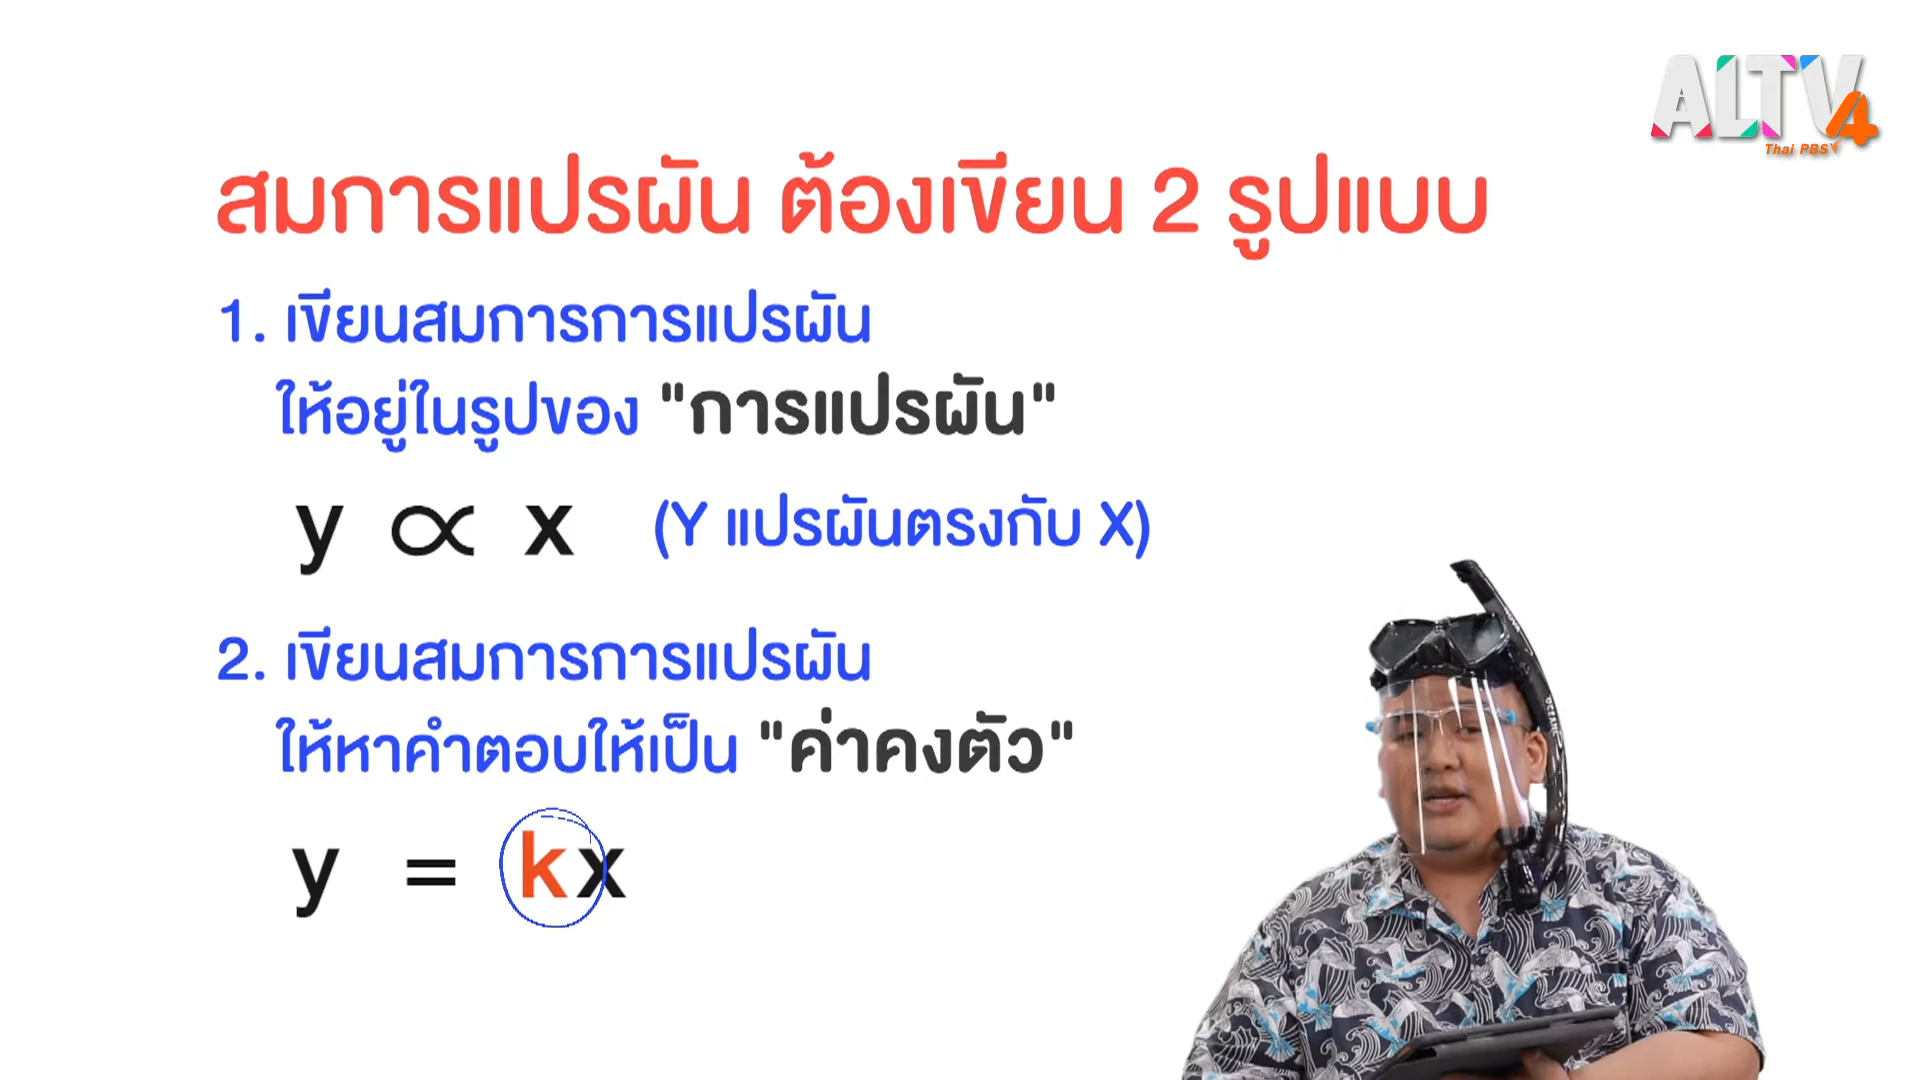 ALTV4
Thai PBS
สมการแปรผัน ต้องเขียน 2 รูปแบบ
1. เขียนสมการการแปรผัน
ให้อยู่ในรูปของ "การแปรผัน"
y ∝ x (Y แปรผันตรงกับ X)
2. เขียนสมการการแปรผัน
ให้หาคำตอบให้เป็น "ค่าคงตัว"
y = kx
OCEANIC